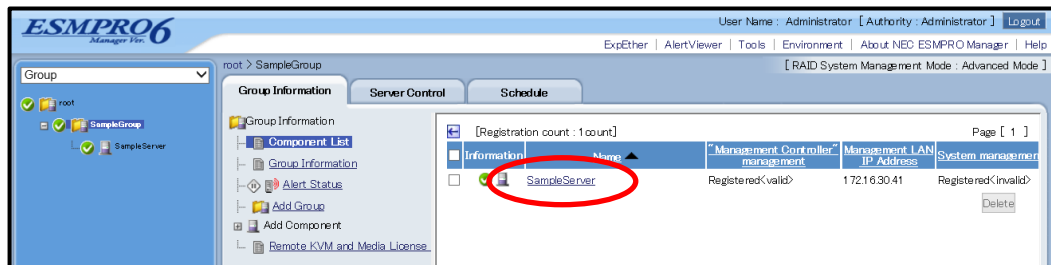 ESMPRO6
Manager Ver.
User Name : Administrator [ Authority : Administrator ] Logout
ExpEther | AlertViewer | Tools | Environment | About NEC ESMPRO Manager | Help
Group
root > SampleGroup
[ RAID System Management Mode : Advanced Mode ]
root
SampleGroup
SampleServer
Group Information
Server Control
Schedule
Group Information
Component List
Group Information
Alert Status
Add Group
Add Component
Remote KVM and Media License
[Registration count : 1 count]
Page [ 1 ]
Information Name "Management Controller" management Management LAN IP Address System managemen
SampleServer Registered<valid> 172.16.30.41 Registered<invalid>
Delete